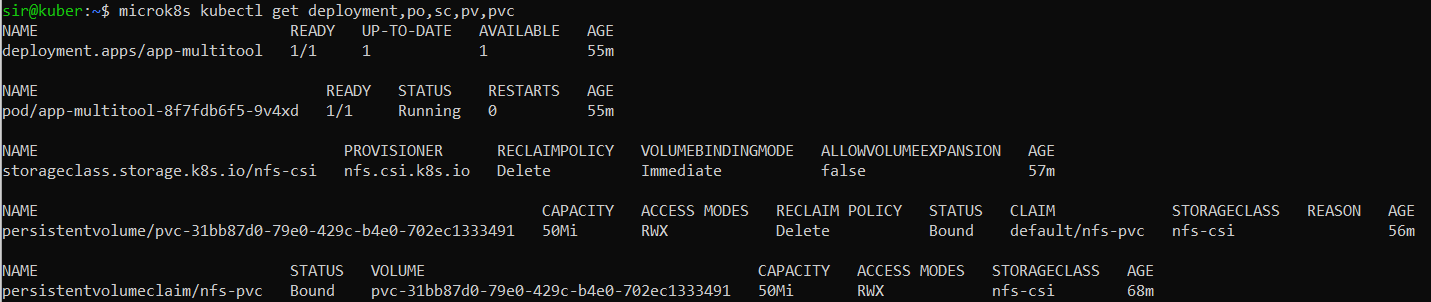 sir@kuber:~$ microk8s kubectl get deployment,po,sc,pv,pvc
NAME                           READY   UP-TO-DATE   AVAILABLE   AGE
deployment.apps/app-multitool   1/1     1            1           55m

NAME                                READY   STATUS    RESTARTS   AGE
pod/app-multitool-8f7fdb6f5-9v4xd   1/1     Running   0          55m

NAME                                  PROVISIONER      RECLAIMPOLICY   VOLUMEBINDINGMODE   ALLOWVOLUMEEXPANSION   AGE
storageclass.storage.k8s.io/nfs-csi   nfs.csi.k8s.io   Delete          Immediate           false                  57m

NAME                                                        CAPACITY   ACCESS MODES   RECLAIM POLICY   STATUS   CLAIM             STORAGECLASS   REASON   AGE
persistentvolume/pvc-31bb87d0-79e0-429c-b4e0-702ec1333491   50Mi       RWX            Delete           Bound    default/nfs-pvc   nfs-csi                 56m

NAME                            STATUS   VOLUME                                     CAPACITY   ACCESS MODES   STORAGECLASS   AGE
persistentvolumeclaim/nfs-pvc   Bound    pvc-31bb87d0-79e0-429c-b4e0-702ec1333491   50Mi       RWX            nfs-csi        68m